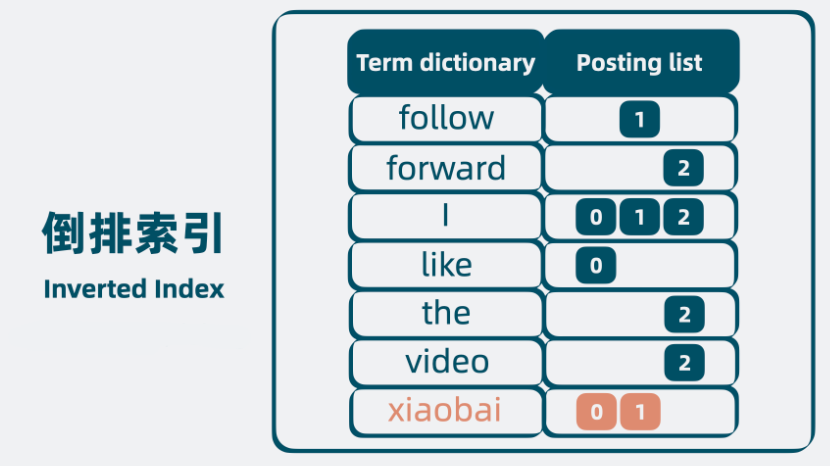 倒排索引
Inverted Index
Term dictionary Posting list
follow 1
forward 2
I 0 1 2
like 0
the 2
video 2
xiaobai 0 1